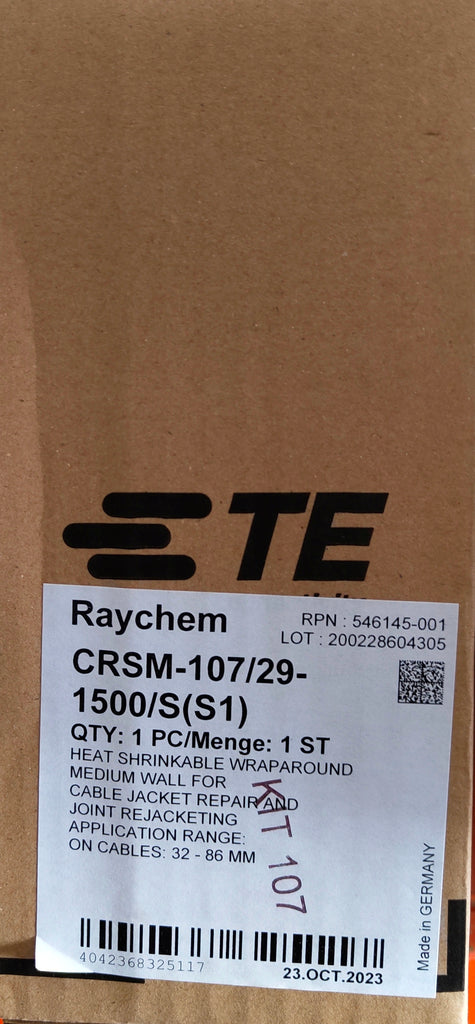 TE
Raychem
RPN : 546145-001
LOT : 200228604305
CRSM-107/29-
1500/S(S1)
QTY: 1 PC/Menge: 1 ST
HEAT SHRINKABLE WRAPAROUND
MEDIUM WALL FOR
CABLE JACKET REPAIR AND
JOINT REJACKETING
APPLICATION RANGE:
ON CABLES: 32 - 86 MM
KIT 107
Made in GERMANY
4042368325117
23.OCT.2023